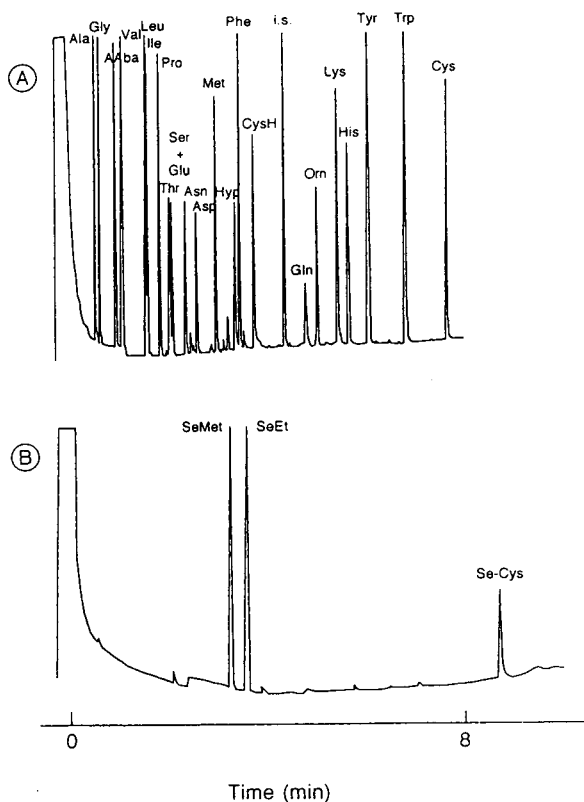 A
Ala
Gly
AAba
Val
Leu
Ile
Pro
Thr
Ser
+
Glu
Asn
Asp
Met
Hyp
Phe
CysH
i.s.
Gln
Orn
Lys
His
Tyr
Trp
Cys
B
SeMet
SeEt
Se-Cys
0
8
Time (min)